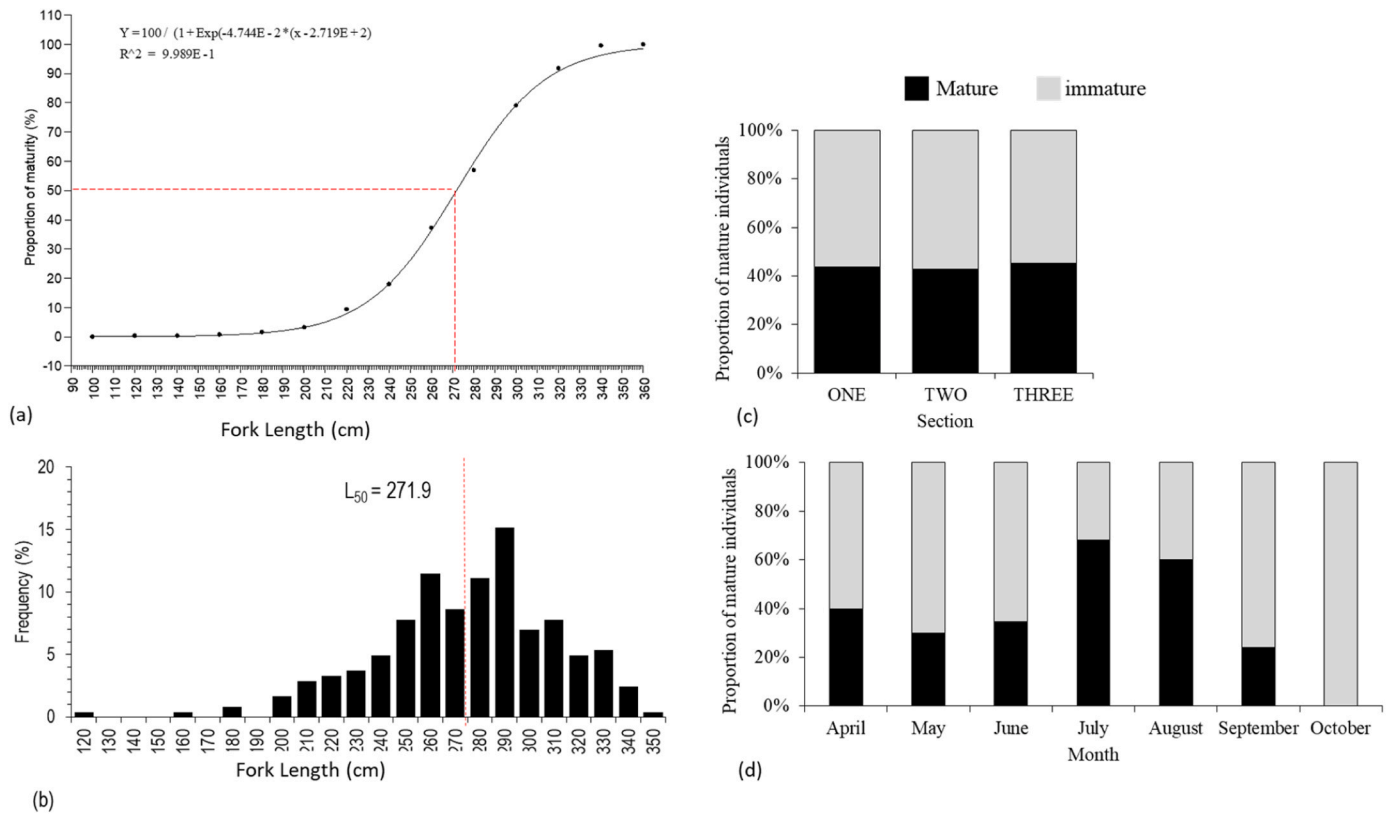 110
100
90
80
70
60
50
40
30
20
10
0
-10
Proportion of maturity (%)
Y = 100 / (1 + Exp(-4.744E - 2*(x - 2.719E + 2)
R^2 = 9.989E -1
90 100 110 120 130 140 150 160 170 180 190 200 210 220 230 240 250 260 270 280 290 300 310 320 330 340 350 360
(a)
Fork Length (cm)
20
15
10
5
0
Frequency (%)
L50 = 271.9
120 130 140 150 160 170 180 190 200 210 220 230 240 250 260 270 280 290 300 310 320 330 340 350
Fork Length (cm)
(b)
Mature immature
100%
80%
60%
40%
20%
0%
Proportion of mature individuals
ONE TWO THREE
(c) Section
100%
80%
60%
40%
20%
0%
Proportion of mature individuals
April May June July August September October
Month
(d)